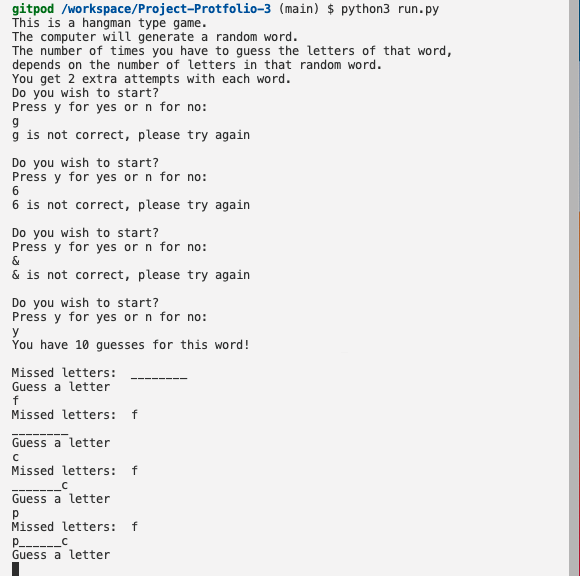 gitpod /workspace/Project-Protfolio-3 (main) $ python3 run.py
This is a hangman type game.
The computer will generate a random word.
The number of times you have to guess the letters of that word,
depends on the number of letters in that random word.
You get 2 extra attempts with each word.
Do you wish to start?
Press y for yes or n for no:
g
g is not correct, please try again

Do you wish to start?
Press y for yes or n for no:
6
6 is not correct, please try again

Do you wish to start?
Press y for yes or n for no:
&
& is not correct, please try again

Do you wish to start?
Press y for yes or n for no:
y
You have 10 guesses for this word!

Missed letters:  ________
Guess a letter
f
Missed letters:  f
________
Guess a letter
c
Missed letters:  f
_______c
Guess a letter
p
Missed letters:  f
p______c
Guess a letter